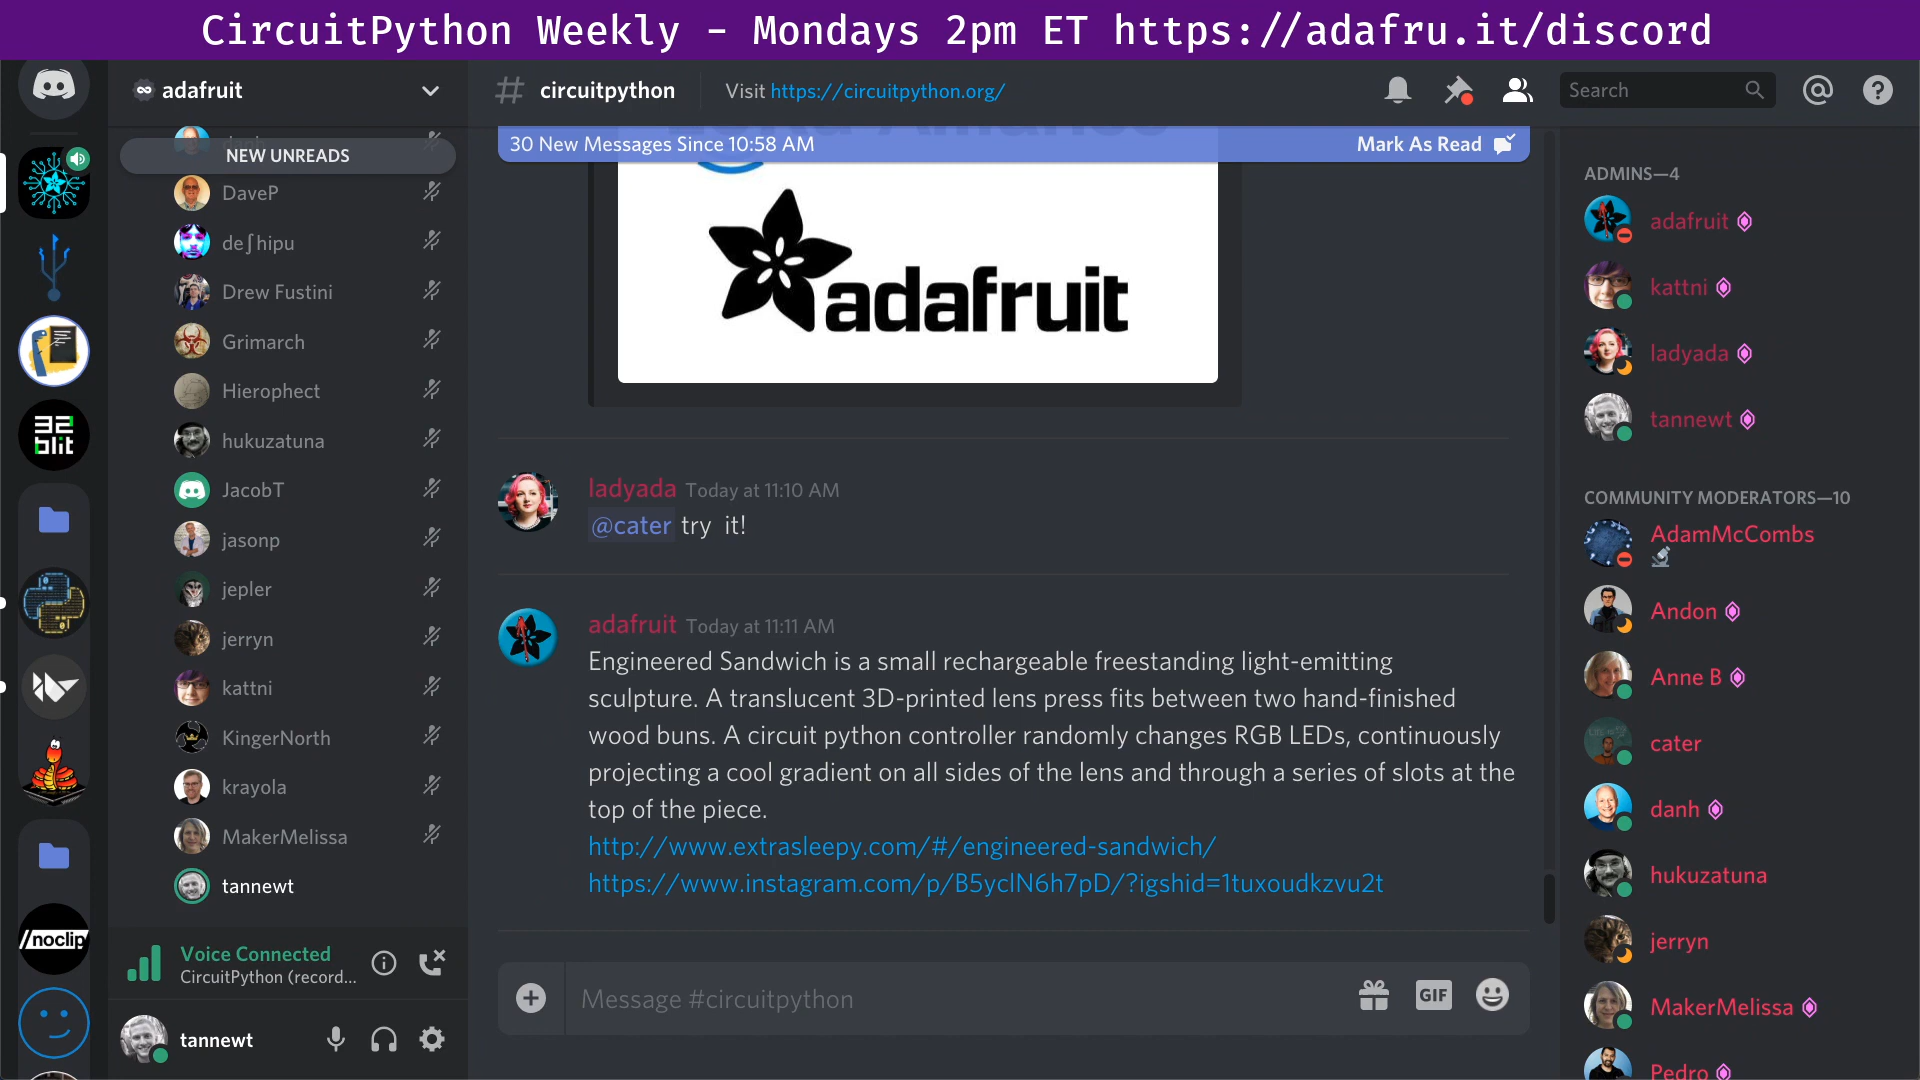 CircuitPython Weekly - Mondays 2pm ET https://adafru.it/discord
adafruit
NEW UNREADS
DaveP
de∫hipu
Drew Fustini
Grimarch
Hierophect
hukuzatuna
JacobT
jasonp
jepler
jerryn
kattni
KingerNorth
krayola
MakerMelissa
tannewt
Voice Connected
CircuitPython (record...
tannewt
32
blit
/noclip
# circuitpython
Visit https://circuitpython.org/
Search
30 New Messages Since 10:58 AM
Mark As Read
adafruit
ladyada Today at 11:10 AM
@cater try it!
adafruit Today at 11:11 AM
Engineered Sandwich is a small rechargeable freestanding light-emitting
sculpture. A translucent 3D-printed lens press fits between two hand-finished
wood buns. A circuit python controller randomly changes RGB LEDs, continuously
projecting a cool gradient on all sides of the lens and through a series of slots at the
top of the piece.
http://www.extrasleepy.com/#/engineered-sandwich/
https://www.instagram.com/p/B5yclN6h7pD/?igshid=1tuxoudkzvu2t
Message #circuitpython
GIF
ADMINS—4
adafruit
kattni
ladyada
tannewt
COMMUNITY MODERATORS—10
AdamMcCombs
Andon
Anne B
cater
danh
hukuzatuna
jerryn
MakerMelissa
Pedro